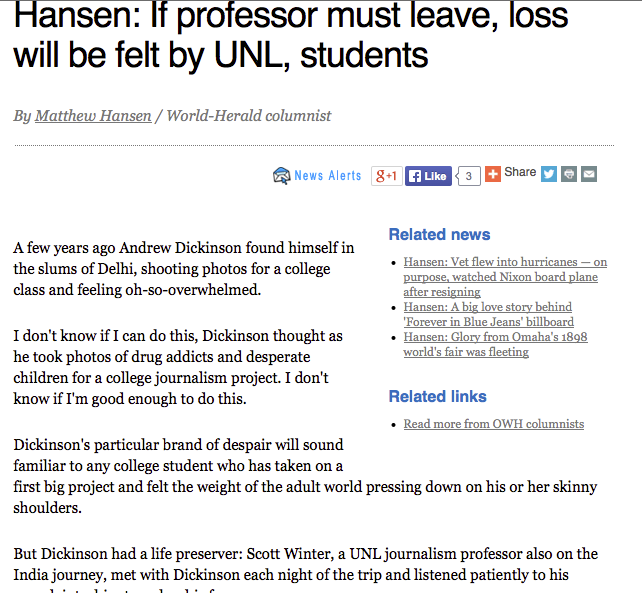 Hansen: If professor must leave, loss
will be felt by UNL, students
By Matthew Hansen / World-Herald columnist
News Alerts g+1 Like 3 Share
A few years ago Andrew Dickinson found himself in
the slums of Delhi, shooting photos for a college
class and feeling oh-so-overwhelmed.
I don't know if I can do this, Dickinson thought as
he took photos of drug addicts and desperate
children for a college journalism project. I don't
know if I'm good enough to do this.
Dickinson's particular brand of despair will sound
familiar to any college student who has taken on a
first big project and felt the weight of the adult world pressing down on his or her skinny
shoulders.
But Dickinson had a life preserver: Scott Winter, a UNL journalism professor also on the
India journey, met with Dickinson each night of the trip and listened patiently to his
Related news
Hansen: Vet flew into hurricanes — on
purpose, watched Nixon board plane
after resigning
Hansen: A big love story behind
'Forever in Blue Jeans' billboard
Hansen: Glory from Omaha's 1898
world's fair was fleeting
Related links
Read more from OWH columnists